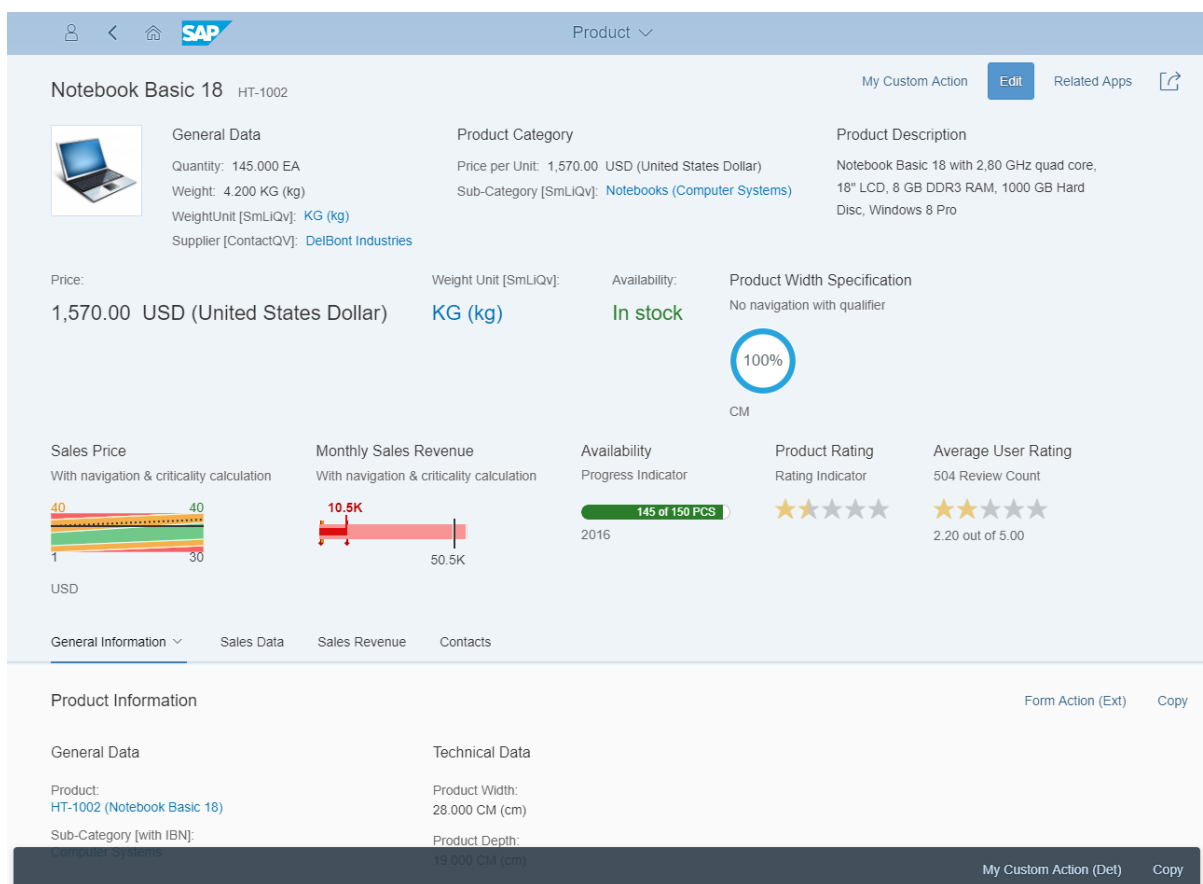 SAP
Product
Notebook Basic 18 HT-1002
My Custom Action Edit Related Apps
General Data
Quantity: 145.000 EA
Weight: 4.200 KG (kg)
WeightUnit [SmLiQv]: KG (kg)
Supplier [ContactQV]: DelBont Industries
Product Category
Price per Unit: 1,570.00 USD (United States Dollar)
Sub-Category [SmLiQv]: Notebooks (Computer Systems)
Product Description
Notebook Basic 18 with 2,80 GHz quad core,
18" LCD, 8 GB DDR3 RAM, 1000 GB Hard
Disc, Windows 8 Pro
Price:
1,570.00 USD (United States Dollar)
Weight Unit [SmLiQv]:
KG (kg)
Availability:
In stock
Product Width Specification
No navigation with qualifier
100%
CM
Sales Price
With navigation & criticality calculation
40 40
1 30
USD
Monthly Sales Revenue
With navigation & criticality calculation
10.5K
50.5K
Availability
Progress Indicator
145 of 150 PCS
2016
Product Rating
Rating Indicator
Average User Rating
504 Review Count
2.20 out of 5.00
General Information Sales Data Sales Revenue Contacts
Product Information
Form Action (Ext) Copy
General Data
Product:
HT-1002 (Notebook Basic 18)
Sub-Category [with IBN]:
Computer Systems
Technical Data
Product Width:
28.000 CM (cm)
Product Depth:
19.000 CM (cm)
My Custom Action (Det) Copy